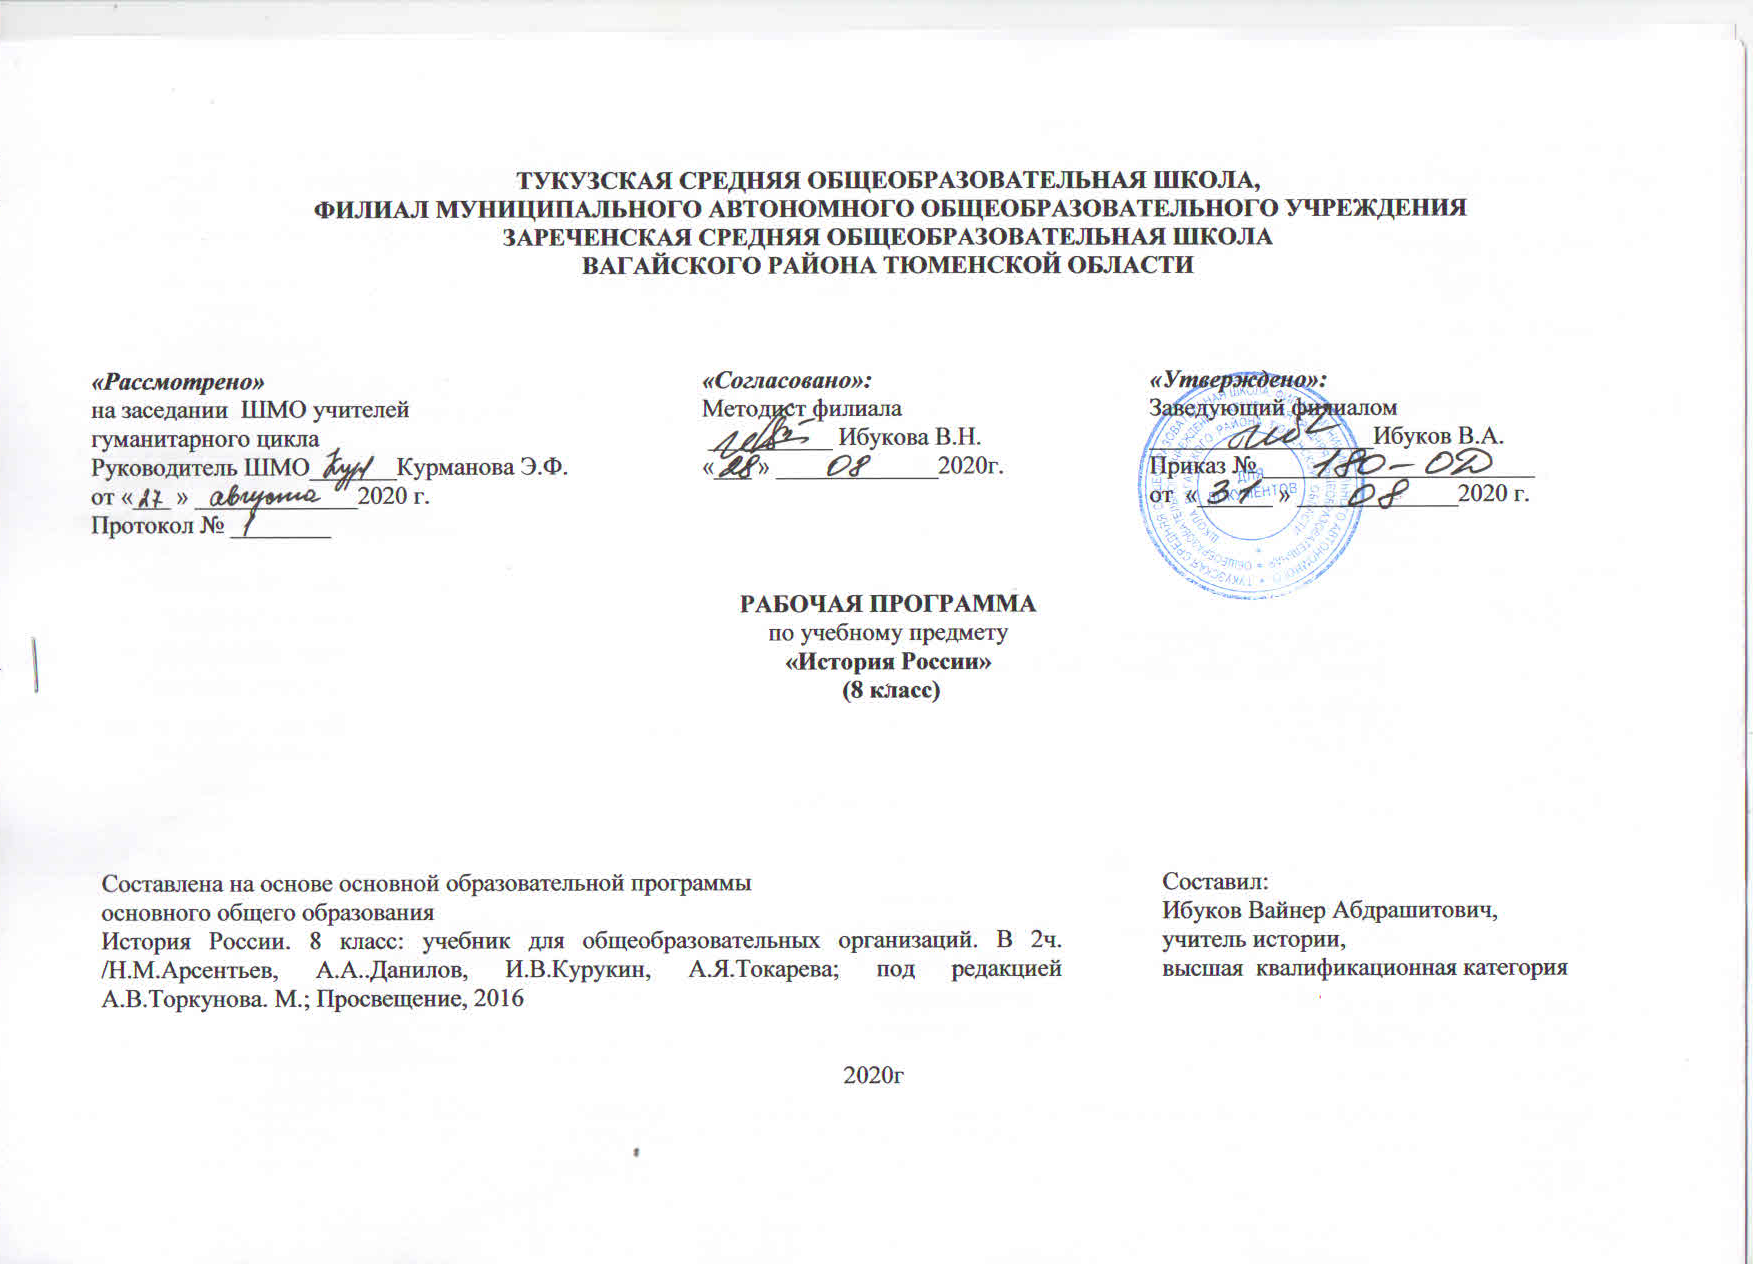 ТУКУЗСКАЯ СРЕДНЯЯ ОБЩЕОБРАЗОВАТЕЛЬНАЯ ШКОЛА,
ФИЛИАЛ МУНИЦИПАЛЬНОГО АВТОНОМНОГО ОБЩЕОБРАЗОВАТЕЛЬНОГО УЧРЕЖДЕНИЯ
ЗАРЕЧЕНСКАЯ СРЕДНЯЯ ОБЩЕОБРАЗОВАТЕЛЬНАЯ ШКОЛА
ВАГАЙСКОГО РАЙОНА ТЮМЕНСКОЙ ОБЛАСТИ
«Рассмотрено»
на заседании ШМО учителей
гуманитарного цикла
Руководитель ШМО Курманова Э.Ф.
от «27» августа 2020 г.
Протокол № 1
«Согласовано»:
Методист филиала
Ибукова В.Н.
«28» 08 2020г.
«Утверждено»:
Заведующий филиалом
Ибуков В.А.
Приказ № 180-ОД
от «31» 08 2020 г.
ДЛЯ
ДОКУМЕНТОВ
РАБОЧАЯ ПРОГРАММА
по учебному предмету
«История России»
(8 класс)
Составлена на основе основной образовательной программы
основного общего образования
История России. 8 класс: учебник для общеобразовательных организаций. В 2ч.
/Н.М.Арсентьев, А.А..Данилов, И.В.Курукин, А.Я.Токарева; под редакцией
А.В.Торкунова. М.; Просвещение, 2016
Составил:
Ибуков Вайнер Абдрашитович,
учитель истории,
высшая квалификационная категория
2020г